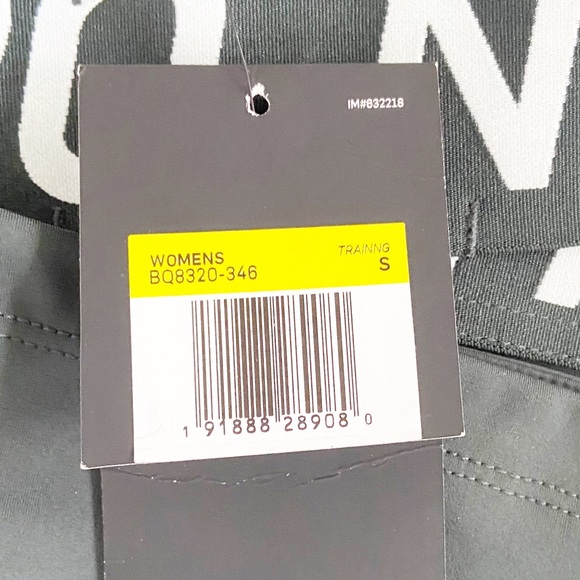 IM#632218
WOMENS
TRAINNG
BQ8320-346
S
1 91888 28908 0